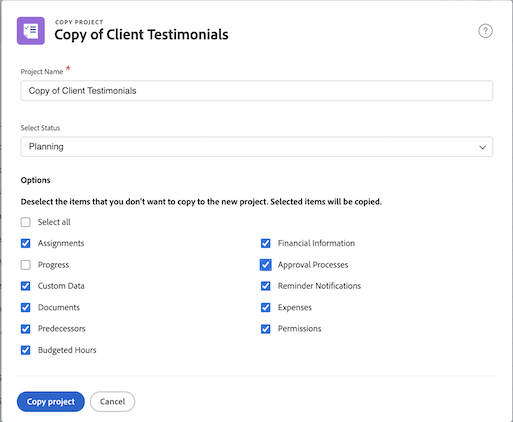 COPY PROJECT
Copy of Client Testimonials
?
Project Name *
Copy of Client Testimonials
Select Status
Planning
Options
Deselect the items that you don't want to copy to the new project. Selected items will be copied.
Select all
Assignments
Financial Information
Progress
Approval Processes
Custom Data
Reminder Notifications
Documents
Expenses
Predecessors
Permissions
Budgeted Hours
Copy project
Cancel